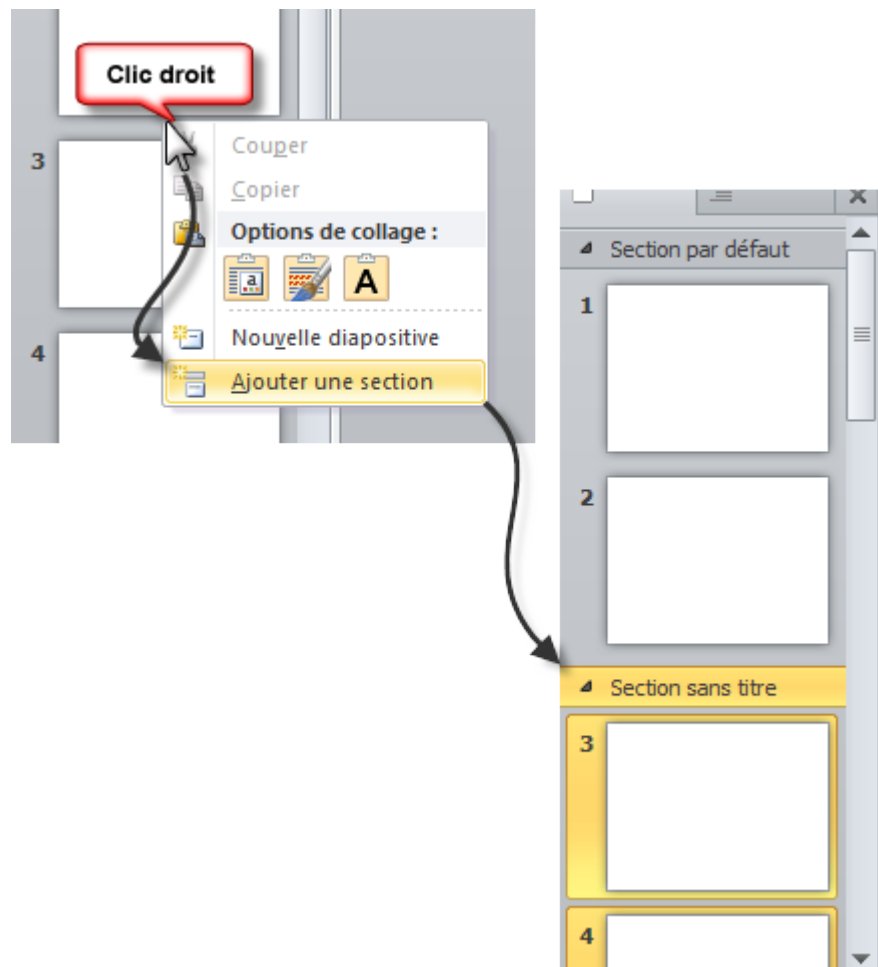 Clic droit
3
Couper
Copier
Options de collage :
a
A
Nouvelle diapositive
4
Ajouter une section
Section par défaut
1
2
Section sans titre
3
4